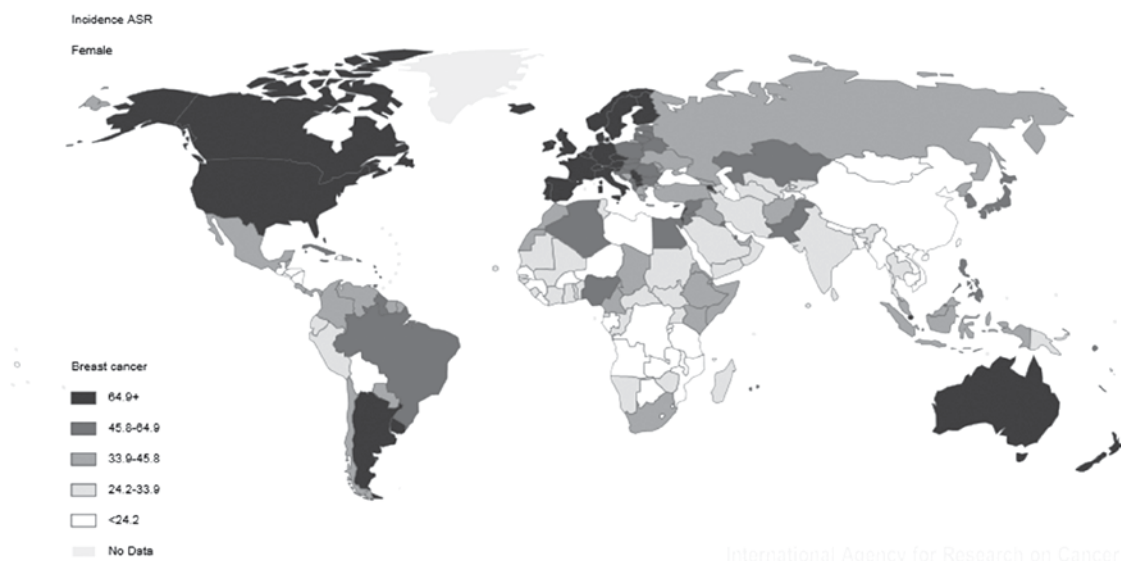 Incidence ASR
Female
Breast cancer
64.9+
45.8-64.9
33.9-45.8
24.2-33.9
<24.2
No Data
International Agency for Research on Cancer